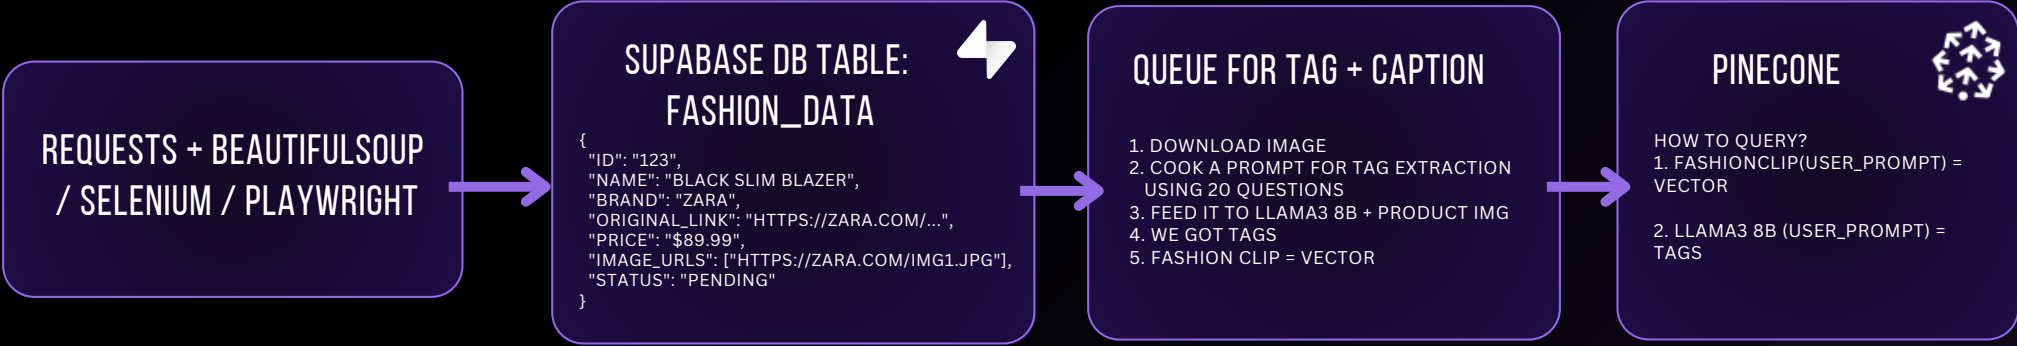 REQUESTS + BEAUTIFULSOUP
/ SELENIUM / PLAYWRIGHT
SUPABASE DB TABLE:
FASHION_DATA
{
"ID": "123",
"NAME": "BLACK SLIM BLAZER",
"BRAND": "ZARA",
"ORIGINAL_LINK": "HTTPS://ZARA.COM/...",
"PRICE": "$89.99",
"IMAGE_URLS": ["HTTPS://ZARA.COM/IMG1.JPG"],
"STATUS": "PENDING"
}
QUEUE FOR TAG + CAPTION
1. DOWNLOAD IMAGE
2. COOK A PROMPT FOR TAG EXTRACTION
USING 20 QUESTIONS
3. FEED IT TO LLAMA3 8B + PRODUCT IMG
4. WE GOT TAGS
5. FASHION CLIP = VECTOR
PINECONE
HOW TO QUERY?
1. FASHIONCLIP(USER_PROMPT) =
VECTOR
2. LLAMA3 8B (USER_PROMPT) =
TAGS